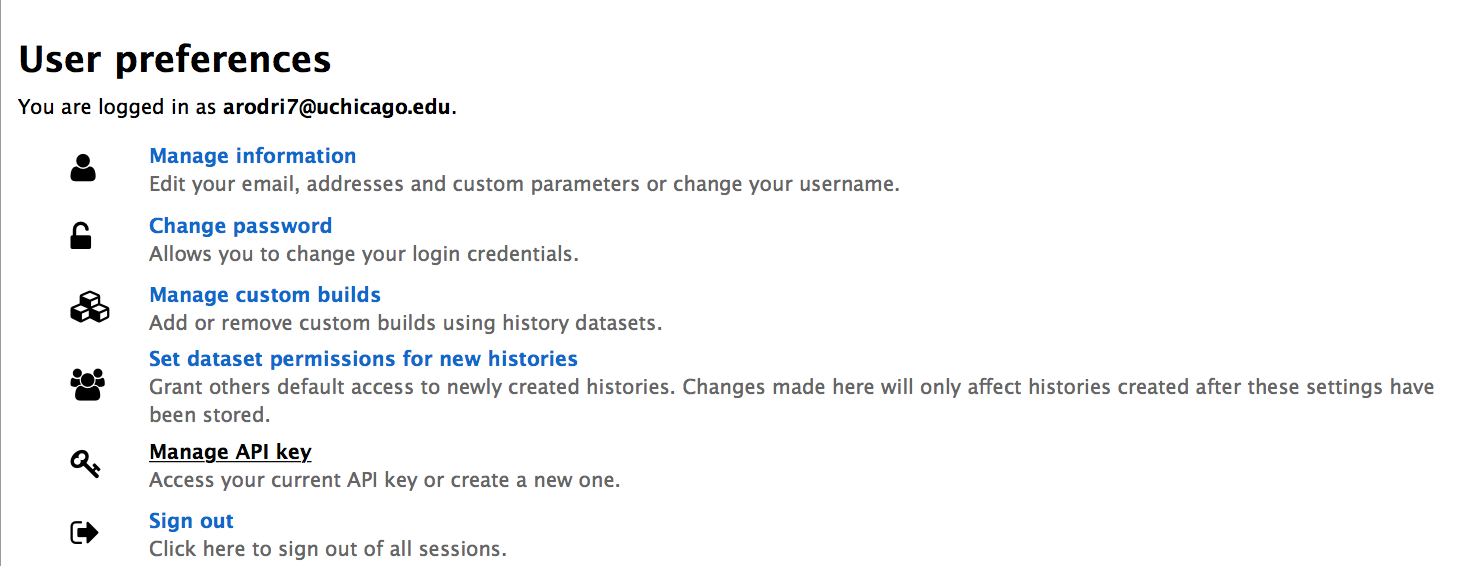 User preferences
You are logged in as arodri7@uchicago.edu.
Manage information
Edit your email, addresses and custom parameters or change your username.
Change password
Allows you to change your login credentials.
Manage custom builds
Add or remove custom builds using history datasets.
Set dataset permissions for new histories
Grant others default access to newly created histories. Changes made here will only affect histories created after these settings have
been stored.
Manage API key
Access your current API key or create a new one.
Sign out
Click here to sign out of all sessions.